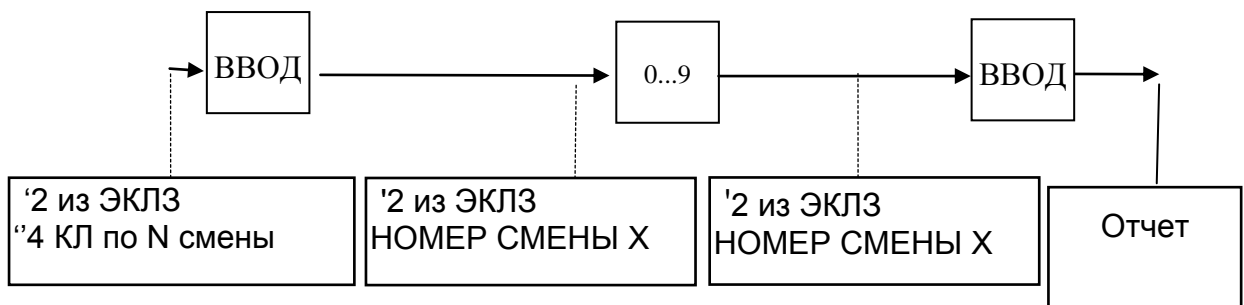 ВВОД
0...9
ВВОД
‘2 из ЭКЛЗ
‘’4 КЛ по N смены
'2 из ЭКЛЗ
НОМЕР СМЕНЫ X
'2 из ЭКЛЗ
НОМЕР СМЕНЫ X
Отчет